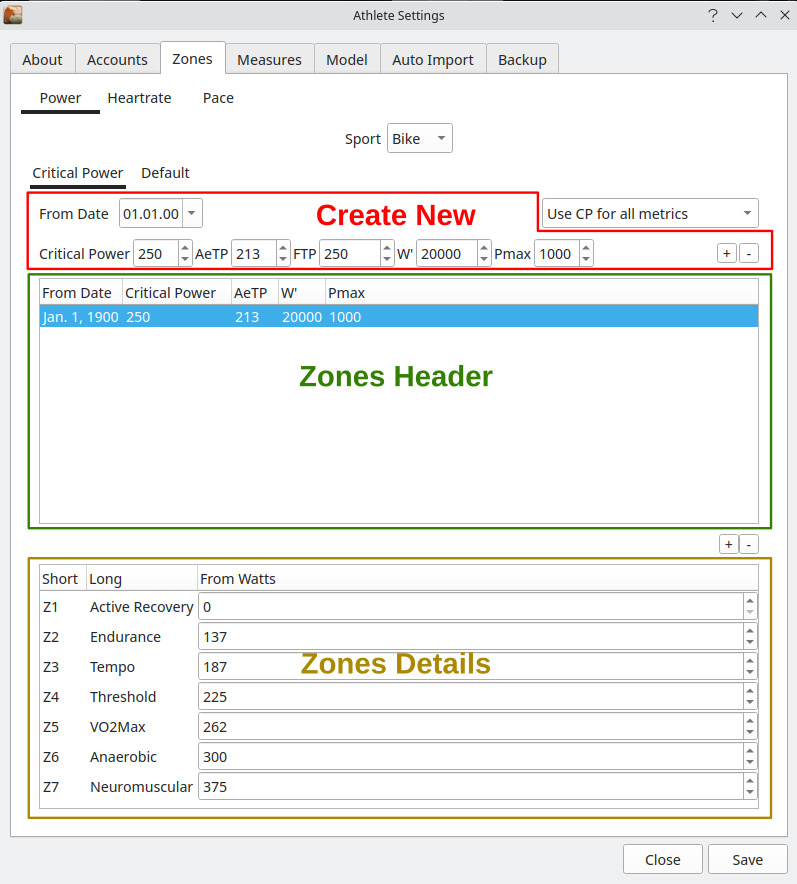 Athlete Settings
?
About Accounts Zones Measures Model Auto Import Backup
Power Heartrate Pace
Sport Bike
Critical Power Default
From Date 01.01.00 Create New Use CP for all metrics
Critical Power 250 AeTP 213 FTP 250 W' 20000 Pmax 1000 + -
From Date Critical Power AeTP W' Pmax
Jan. 1, 1900 250 213 20000 1000
Zones Header
+ -
Short Long From Watts
Z1 Active Recovery 0
Z2 Endurance 137
Z3 Tempo 187
Zones Details
Z4 Threshold 225
Z5 VO2Max 262
Z6 Anaerobic 300
Z7 Neuromuscular 375
Close Save